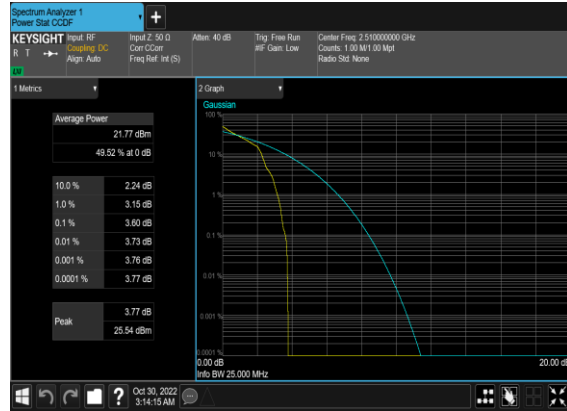 Spectrum Analyzer 1
Power Stat CCDF
+
KEYSIGHT Input: RF Input Z: 50 Ω Atten: 40 dB Trig: Free Run Center Freq: 2.510000000 GHz
R T Coupling: DC Corr CCorr #IF Gain: Low Counts: 1.00 M/1.00 Mpt
Align: Auto Freq Ref: Int (S) Radio Std: None
1 Metrics
2 Graph
Average Power
21.77 dBm
49.52 % at 0 dB
10.0 % 2.24 dB
1.0 % 3.15 dB
0.1 % 3.60 dB
0.01 % 3.73 dB
0.001 % 3.76 dB
0.0001 % 3.77 dB
Peak 3.77 dB
25.54 dBm
Gaussian
100 %
10 %
1 %
0.1 %
0.01 %
0.001 %
0.0001 %
0.00 dB 20.00 dB
Info BW 25.000 MHz
?
Oct 30, 2022
3:14:15 AM